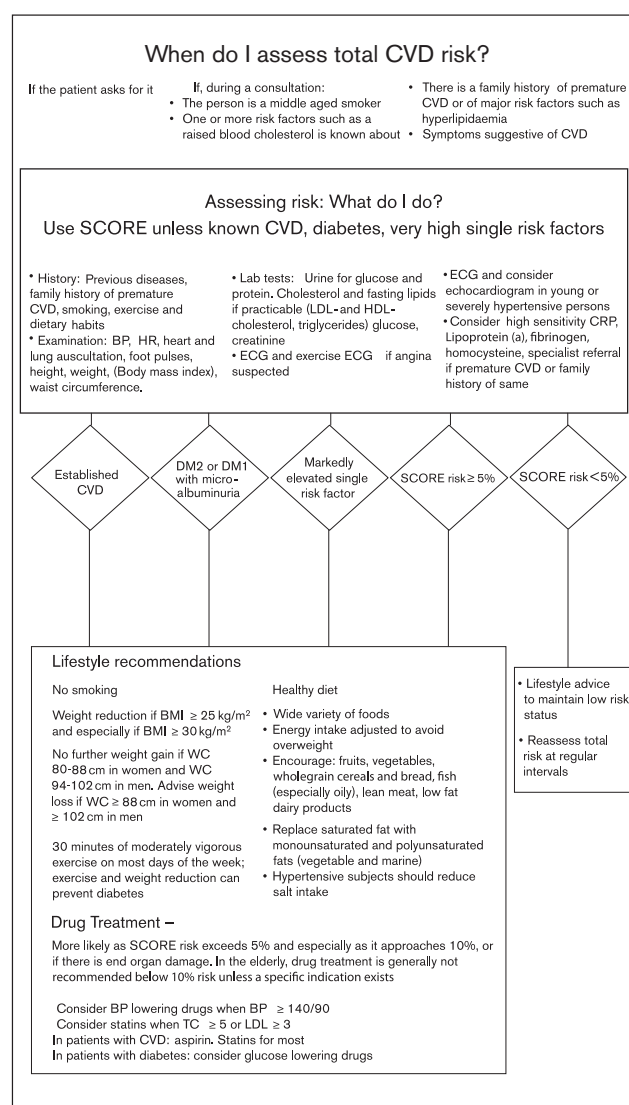 When do I assess total CVD risk?
If the patient asks for it
If, during a consultation:
• The person is a middle aged smoker
• One or more risk factors such as a
raised blood cholesterol is known about
• There is a family history of premature
CVD or of major risk factors such as
hyperlipidaemia
• Symptoms suggestive of CVD
Assessing risk: What do I do?
Use SCORE unless known CVD, diabetes, very high single risk factors
• History: Previous diseases,
family history of premature
CVD, smoking, exercise and
dietary habits
• Examination: BP, HR, heart and
lung auscultation, foot pulses,
height, weight, (Body mass index),
waist circumference.
• Lab tests: Urine for glucose and
protein. Cholesterol and fasting lipids
if practicable (LDL- and HDL-
cholesterol, triglycerides) glucose,
creatinine
• ECG and exercise ECG if angina
suspected
• ECG and consider
echocardiogram in young or
severely hypertensive persons
• Consider high sensitivity CRP,
Lipoprotein (a), fibrinogen,
homocysteine, specialist referral
if premature CVD or family
history of same
Established
CVD
DM2 or DM1
with micro-
albuminuria
Markedly
elevated single
risk factor
SCORE risk ≥ 5%
SCORE risk < 5%
Lifestyle recommendations
No smoking
Weight reduction if BMI ≥ 25 kg/m²
and especially if BMI ≥ 30 kg/m²
No further weight gain if WC
80-88 cm in women and WC
94-102 cm in men. Advise weight
loss if WC ≥ 88 cm in women and
≥ 102 cm in men
30 minutes of moderately vigorous
exercise on most days of the week;
exercise and weight reduction can
prevent diabetes
Healthy diet
• Wide variety of foods
• Energy intake adjusted to avoid
overweight
• Encourage: fruits, vegetables,
wholegrain cereals and bread, fish
(especially oily), lean meat, low fat
dairy products
• Replace saturated fat with
monounsaturated and polyunsaturated
fats (vegetable and marine)
• Hypertensive subjects should reduce
salt intake
Drug Treatment –
More likely as SCORE risk exceeds 5% and especially as it approaches 10%, or
if there is end organ damage. In the elderly, drug treatment is generally not
recommended below 10% risk unless a specific indication exists
Consider BP lowering drugs when BP ≥ 140/90
Consider statins when TC ≥ 5 or LDL ≥ 3
In patients with CVD: aspirin. Statins for most
In patients with diabetes: consider glucose lowering drugs
• Lifestyle advice
to maintain low risk
status
• Reassess total
risk at regular
intervals